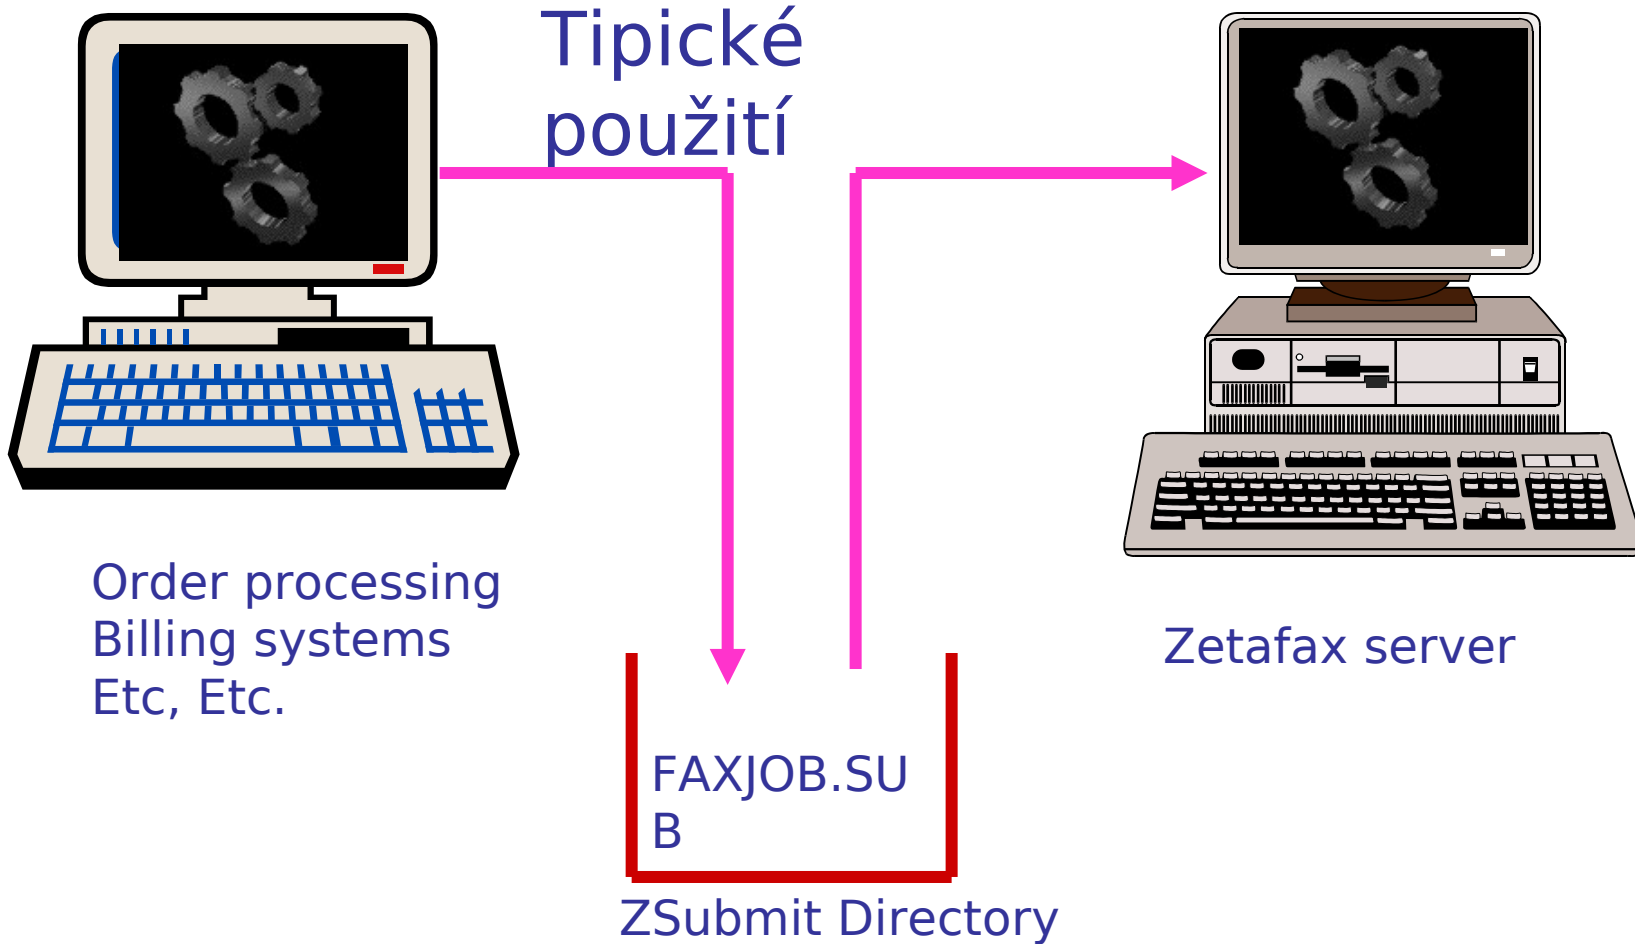 Tipické
použití
Order processing
Billing systems
Etc, Etc.
Zetafax server
FAXJOB.SU
B
ZSubmit Directory